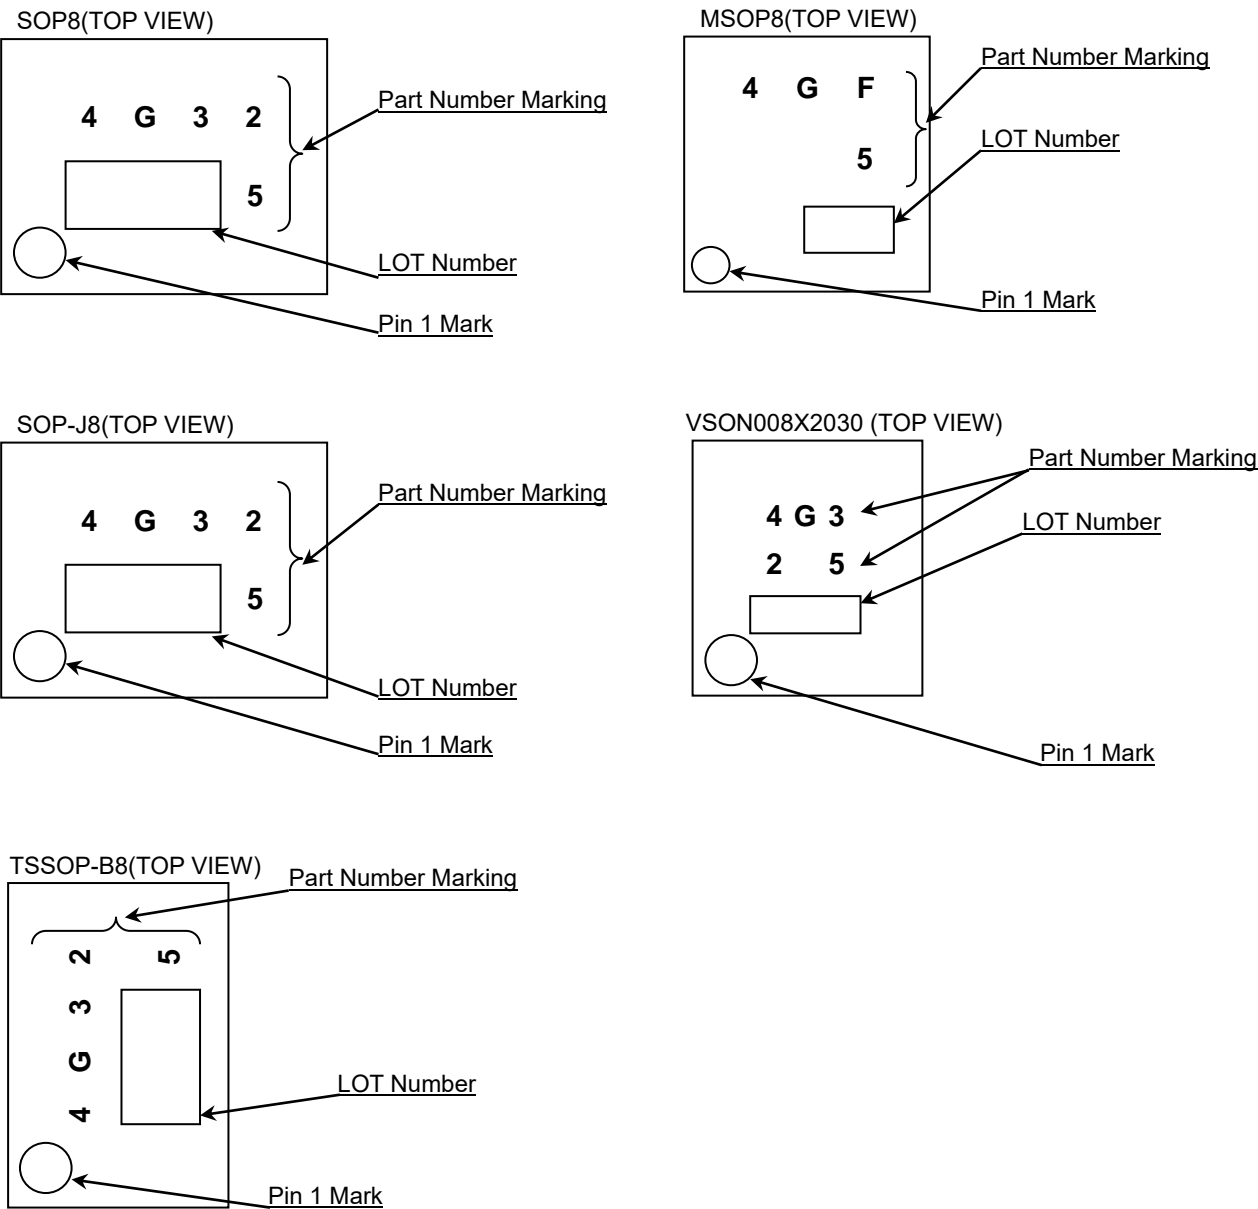 SOP8(TOP VIEW)
4 G 3 2
5
Part Number Marking
LOT Number
Pin 1 Mark
MSOP8(TOP VIEW)
4 G F
5
Part Number Marking
LOT Number
Pin 1 Mark
SOP-J8(TOP VIEW)
4 G 3 2
5
Part Number Marking
LOT Number
Pin 1 Mark
VSON008X2030 (TOP VIEW)
4 G 3
2 5
Part Number Marking
LOT Number
Pin 1 Mark
TSSOP-B8(TOP VIEW)
4 G 3 2
5
Part Number Marking
LOT Number
Pin 1 Mark